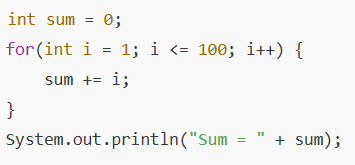 int sum = 0;
for(int i = 1; i <= 100; i++) {
    sum += i;
}
System.out.println("Sum = " + sum);